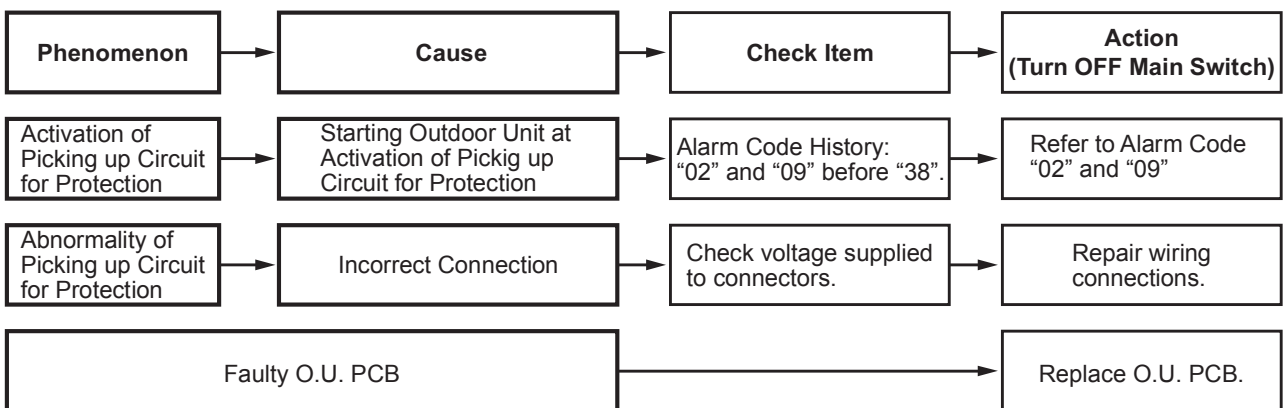 Phenomenon
Cause
Check Item
Action
(Turn OFF Main Switch)
Activation of
Picking up Circuit
for Protection
Starting Outdoor Unit at
Activation of Pickig up
Circuit for Protection
Alarm Code History:
“02” and “09” before “38”.
Refer to Alarm Code
“02” and “09”
Abnormality of
Picking up Circuit
for Protection
Incorrect Connection
Check voltage supplied
to connectors.
Repair wiring
connections.
Faulty O.U. PCB
Replace O.U. PCB.